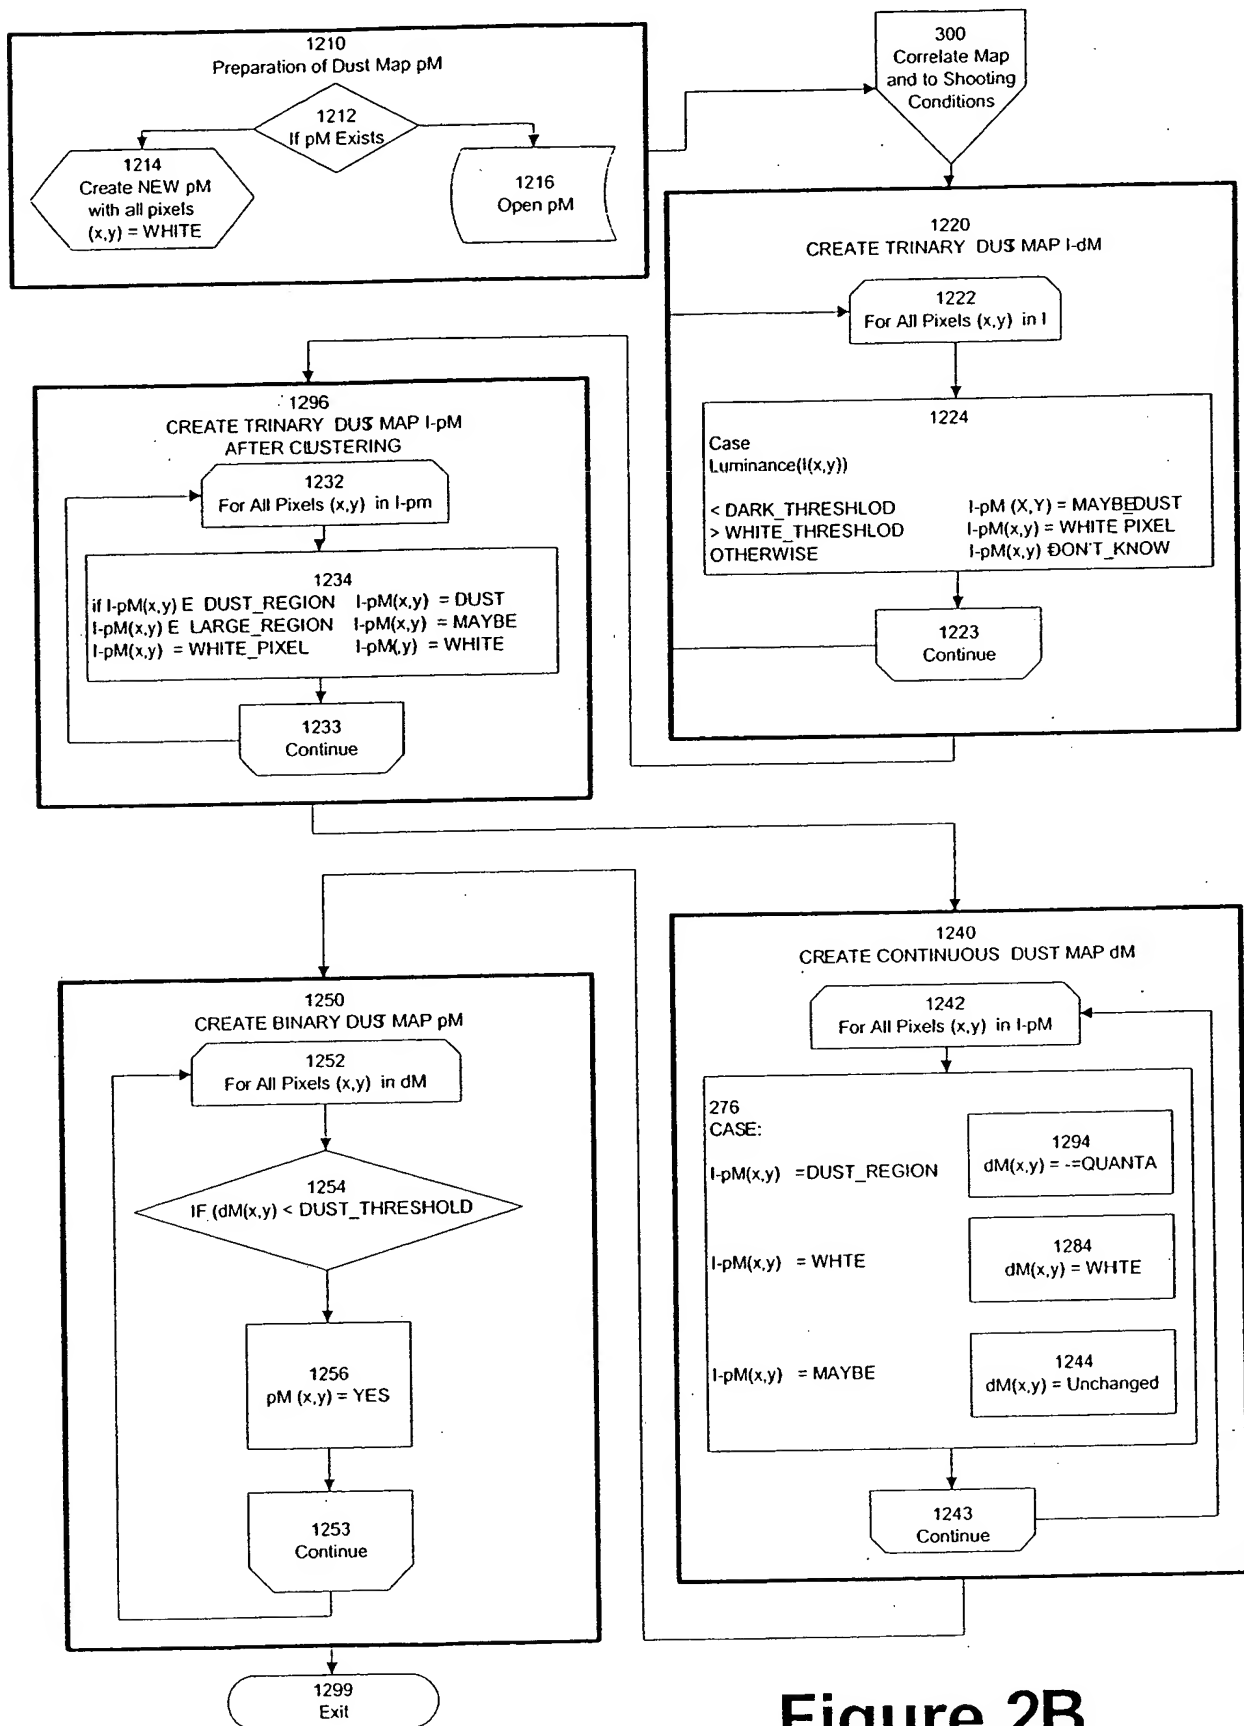 1210
Preparation of Dust Map pM
1212
If pM Exists
1214
Create NEW pM
with all pixels
(x,y) = WHITE
1216
Open pM
300
Correlate Map
and to Shooting
Conditions
1220
CREATE TRINARY DUST MAP I-dM
1222
For All Pixels (x,y) in I
1224
Case
Luminance(I(x,y))
< DARK_THRESHLOD I-pM (X,Y) = MAYBEDUST
> WHITE_THRESHLOD I-pM(x,y) = WHITE PIXEL
OTHERWISE I-pM(x,y) DON'T_KNOW
1223
Continue
1296
CREATE TRINARY DUST MAP I-pM
AFTER CLUSTERING
1232
For All Pixels (x,y) in I-pm
1234
if I-pM(x,y) E DUST_REGION I-pM(x,y) = DUST
I-pM(x,y) E LARGE_REGION I-pM(x,y) = MAYBE
I-pM(x,y) = WHITE_PIXEL I-pM(,y) = WHITE
1233
Continue
1240
CREATE CONTINUOUS DUST MAP dM
1242
For All Pixels (x,y) in I-pM
276
CASE:
I-pM(x,y) =DUST_REGION
1294
dM(x,y) = -=QUANTA
I-pM(x,y) = WHTE
1284
dM(x,y) = WHITE
I-pM(x,y) = MAYBE
1244
dM(x,y) = Unchanged
1243
Continue
1250
CREATE BINARY DUST MAP pM
1252
For All Pixels (x,y) in dM
1254
IF (dM(x,y) < DUST_THRESHOLD
1256
pM (x,y) = YES
1253
Continue
1299
Exit
Figure 2B